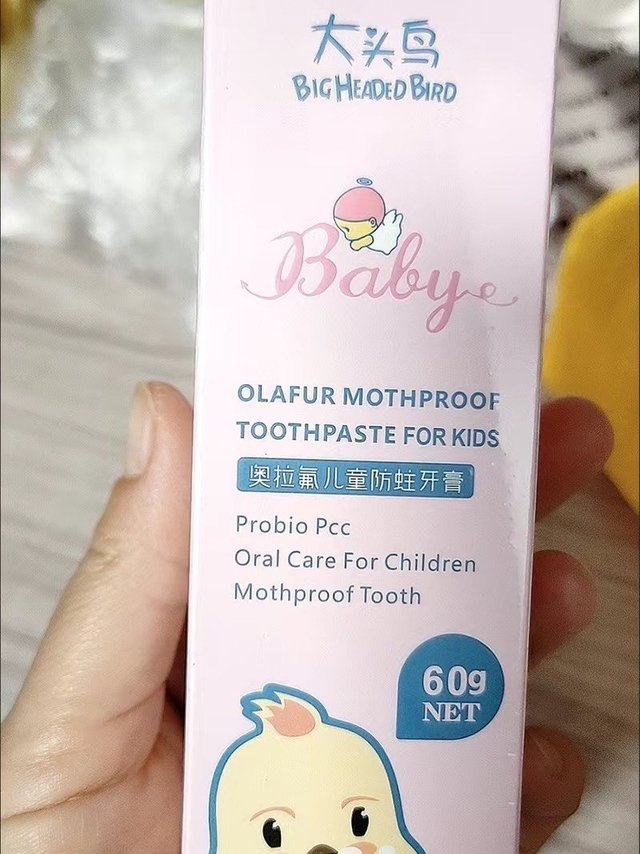 大头鸟
BIG HEADED BIRD
Baby
OLAFUR MOTHPROOF
TOOTHPASTE FOR KIDS
奥拉氟儿童防蛀牙膏
Probio Pcc
Oral Care For Children
Mothproof Tooth
60g
NET